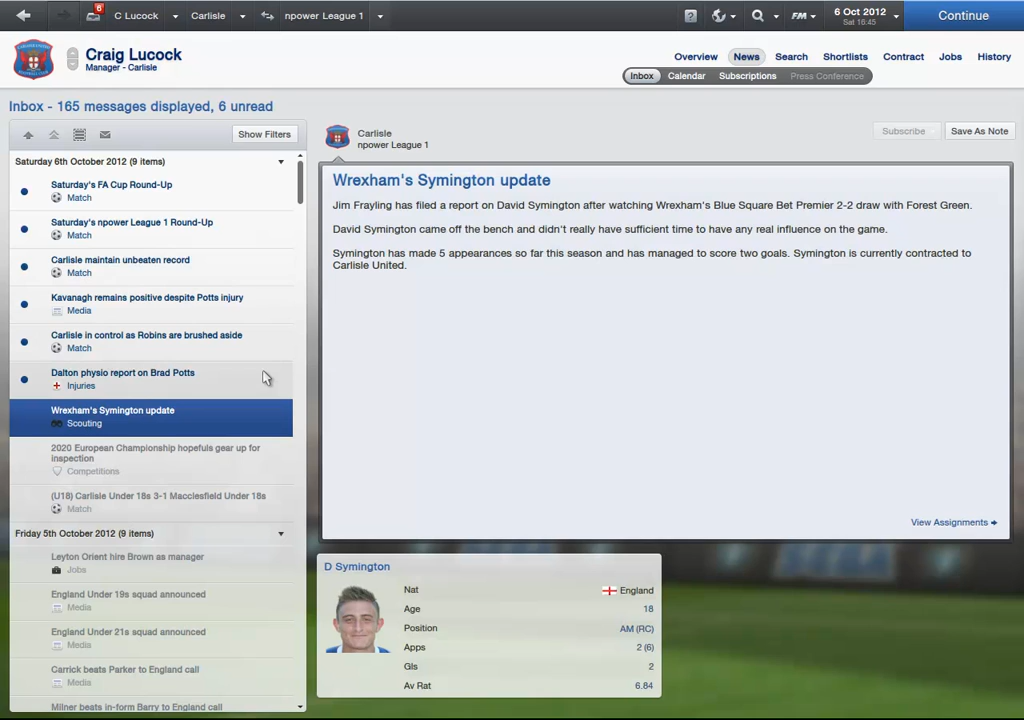 6
C Lucock
Carlisle
npower League 1
?
FM
6 Oct 2012
Sat 16:45
Continue
Craig Lucock
Manager - Carlisle
Overview
News
Search
Shortlists
Contract
Jobs
History
Inbox
Calendar
Subscriptions
Press Conference
Inbox - 165 messages displayed, 6 unread
Show Filters
Saturday 6th October 2012 (9 items)
Saturday's FA Cup Round-Up
Match
Saturday's npower League 1 Round-Up
Match
Carlisle maintain unbeaten record
Match
Kavanagh remains positive despite Potts injury
Media
Carlisle in control as Robins are brushed aside
Match
Dalton physio report on Brad Potts
Injuries
Wrexham's Symington update
Scouting
2020 European Championship hopefuls gear up for
inspection
Competitions
(U18) Carlisle Under 18s 3-1 Macclesfield Under 18s
Match
Friday 5th October 2012 (9 items)
Leyton Orient hire Brown as manager
Jobs
England Under 19s squad announced
Media
England Under 21s squad announced
Media
Carrick beats Parker to England call
Media
Milner beats in-form Barry to England call
Carlisle
npower League 1
Subscribe
Save As Note
Wrexham's Symington update
Jim Frayling has filed a report on David Symington after watching Wrexham's Blue Square Bet Premier 2-2 draw with Forest Green.
David Symington came off the bench and didn't really have sufficient time to have any real influence on the game.
Symington has made 5 appearances so far this season and has managed to score two goals. Symington is currently contracted to
Carlisle United.
View Assignments
D Symington
Nat England
Age 18
Position AM (RC)
Apps 2 (6)
Gls 2
Av Rat 6.84